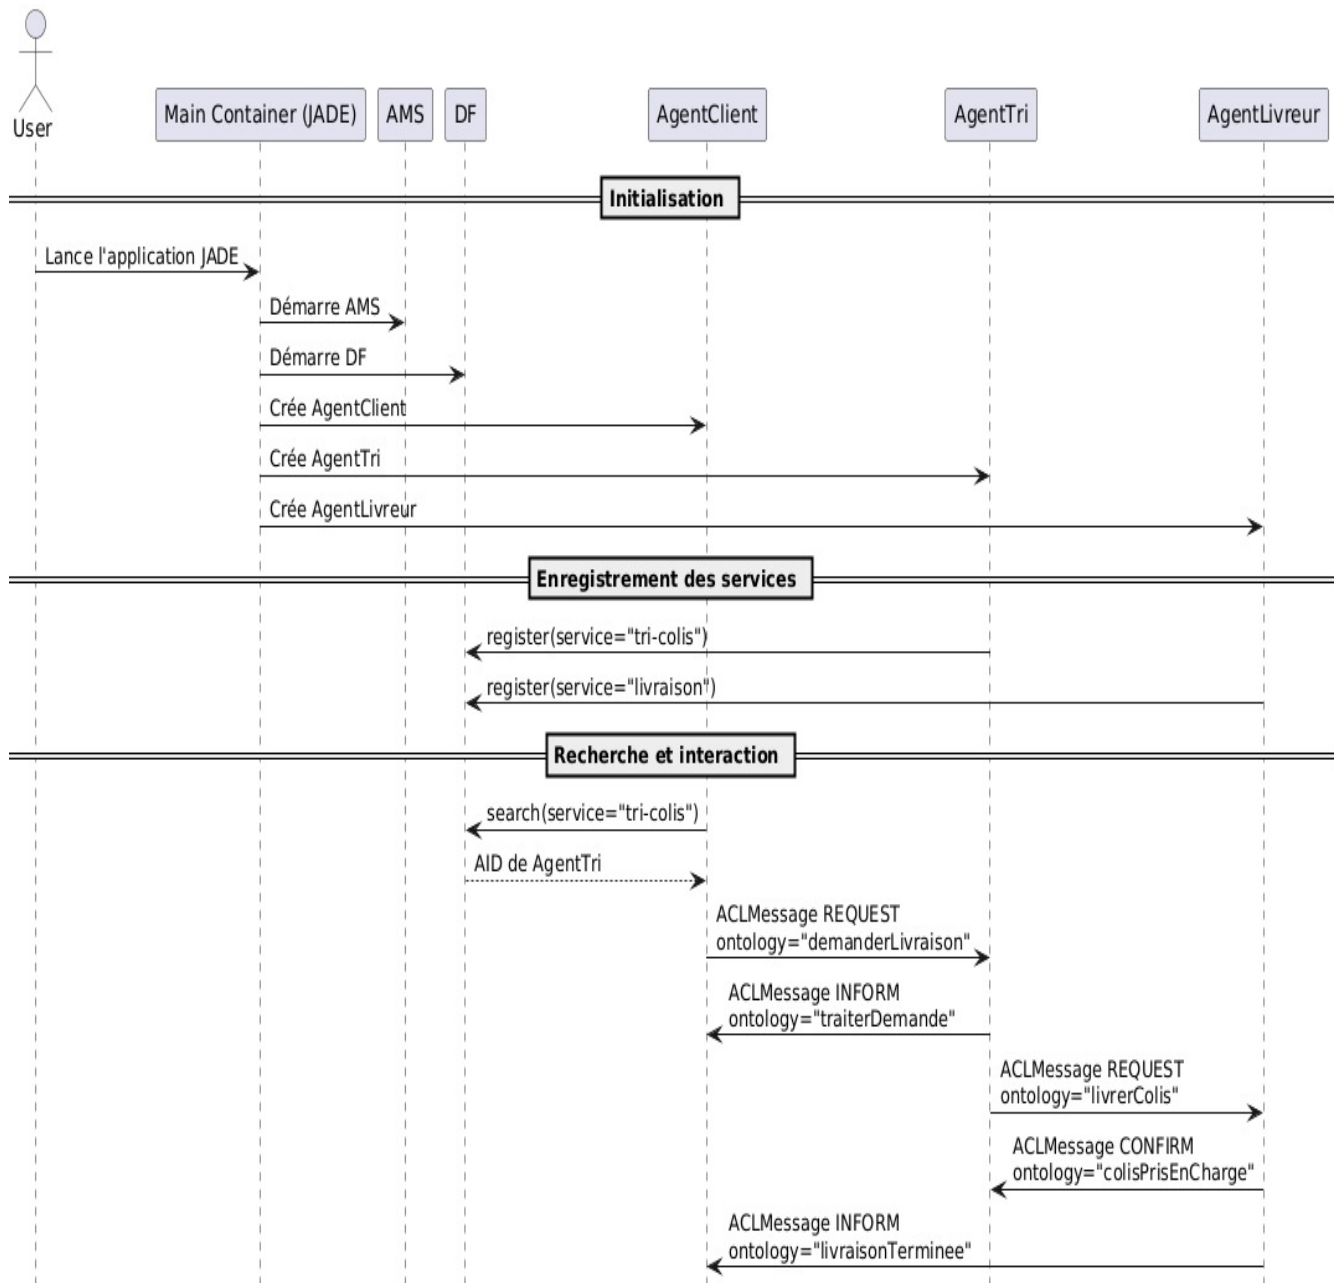 User
Main Container (JADE)
AMS
DF
AgentClient
AgentTri
AgentLivreur
Initialisation
Lance l'application JADE
Démarre AMS
Démarre DF
Crée AgentClient
Crée AgentTri
Crée AgentLivreur
Enregistrement des services
register(service="tri-colis")
register(service="livraison")
Recherche et interaction
search(service="tri-colis")
AID de AgentTri
ACLMessage REQUEST
ontology="demanderLivraison"
ACLMessage INFORM
ontology="traiterDemande"
ACLMessage REQUEST
ontology="livrerColis"
ACLMessage CONFIRM
ontology="colisPrisEnCharge"
ACLMessage INFORM
ontology="livraisonTerminee"